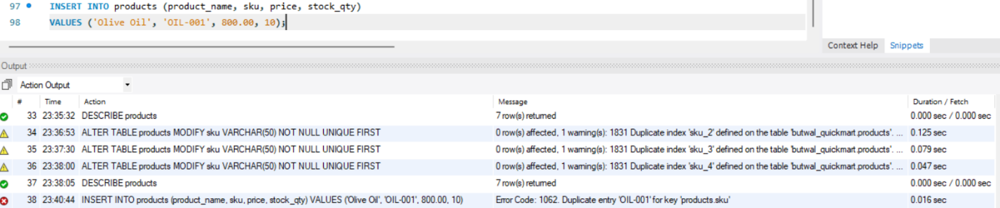 97 INSERT INTO products (product_name, sku, price, stock_qty)
98 VALUES ('Olive Oil', 'OIL-001', 800.00, 10);
Context Help Snippets
Output
Action Output
# Time Action Message Duration / Fetch
33 23:35:32 DESCRIBE products 7 row(s) returned 0.000 sec / 0.000 sec
34 23:36:53 ALTER TABLE products MODIFY sku VARCHAR(50) NOT NULL UNIQUE FIRST 0 row(s) affected, 1 warning(s): 1831 Duplicate index 'sku_2' defined on the table 'butwal_quickmart.products'. ... 0.125 sec
35 23:37:30 ALTER TABLE products MODIFY sku VARCHAR(50) NOT NULL UNIQUE FIRST 0 row(s) affected, 1 warning(s): 1831 Duplicate index 'sku_3' defined on the table 'butwal_quickmart.products'. ... 0.079 sec
36 23:38:00 ALTER TABLE products MODIFY sku VARCHAR(50) NOT NULL UNIQUE FIRST 0 row(s) affected, 1 warning(s): 1831 Duplicate index 'sku_4' defined on the table 'butwal_quickmart.products'. ... 0.047 sec
37 23:38:05 DESCRIBE products 7 row(s) returned 0.000 sec / 0.000 sec
38 23:40:44 INSERT INTO products (product_name, sku, price, stock_qty) VALUES ('Olive Oil', 'OIL-001', 800.00, 10) Error Code: 1062. Duplicate entry 'OIL-001' for key 'products.sku' 0.016 sec